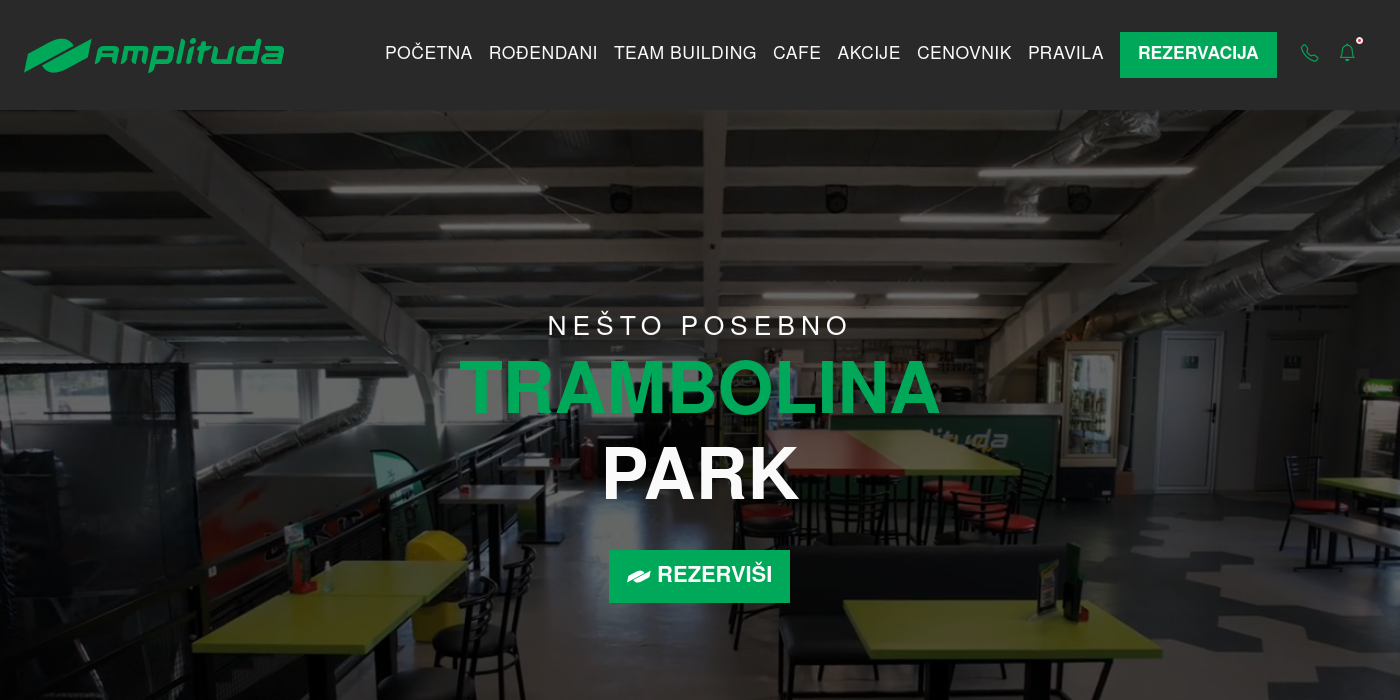 Amplituda
POČETNA ROĐENDANI TEAM BUILDING CAFE AKCIJE CENOVNIK PRAVILA REZERVACIJA
NEŠTO POSEBNO
TRAMBOLINA
PARK
REZERVIŠI